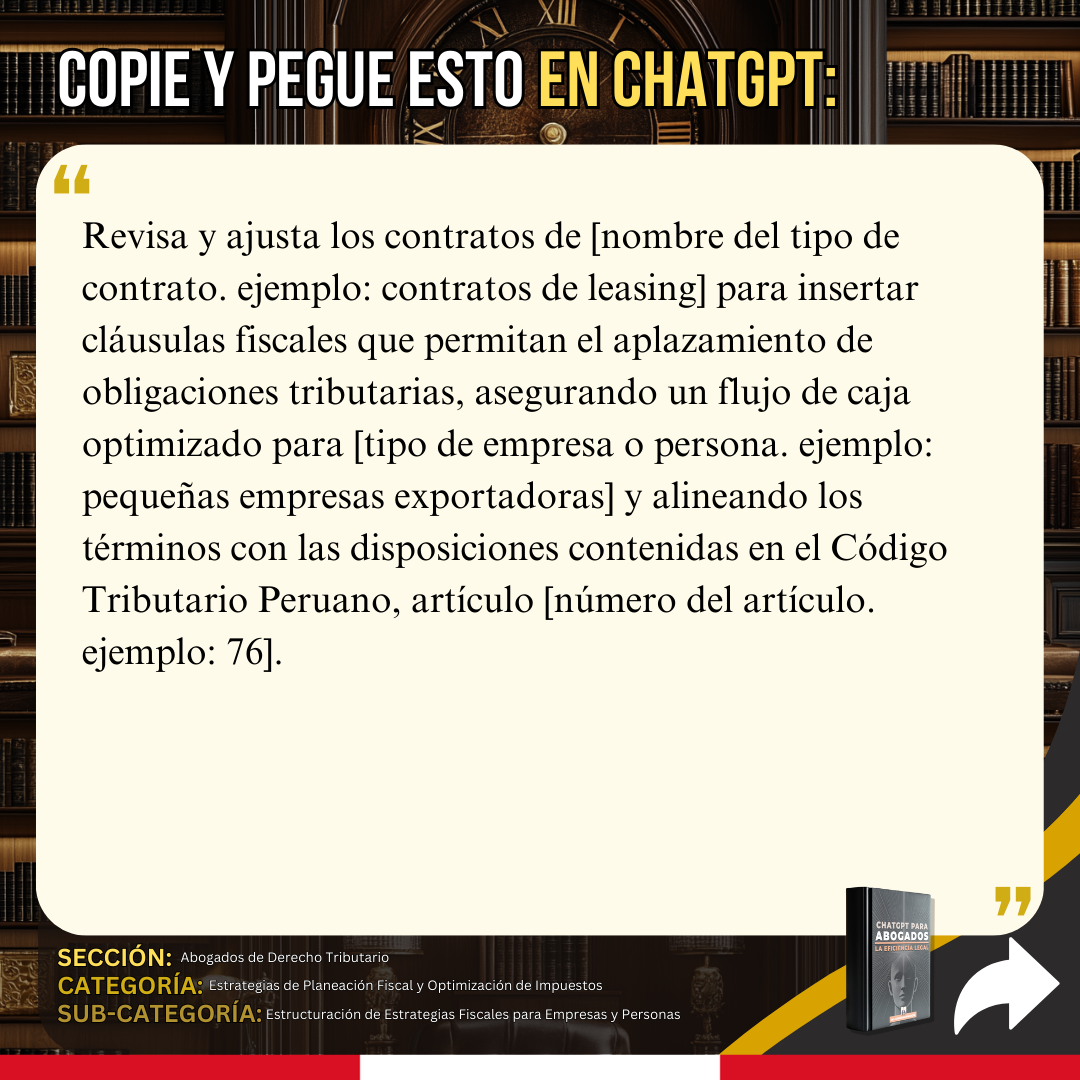 COPIE Y PEGUE ESTO EN CHATGPT:
“
Revisa y ajusta los contratos de [nombre del tipo de
contrato. ejemplo: contratos de leasing] para insertar
cláusulas fiscales que permitan el aplazamiento de
obligaciones tributarias, asegurando un flujo de caja
optimizado para [tipo de empresa o persona. ejemplo:
pequeñas empresas exportadoras] y alineando los
términos con las disposiciones contenidas en el Código
Tributario Peruano, artículo [número del artículo.
ejemplo: 76].
”
CHATGPT PARA
ABOGADOS
LA EFICIENCIA LEGAL
SECCIÓN: Abogados de Derecho Tributario
CATEGORÍA: Estrategias de Planeación Fiscal y Optimización de Impuestos
SUB-CATEGORÍA: Estructuración de Estrategias Fiscales para Empresas y Personas